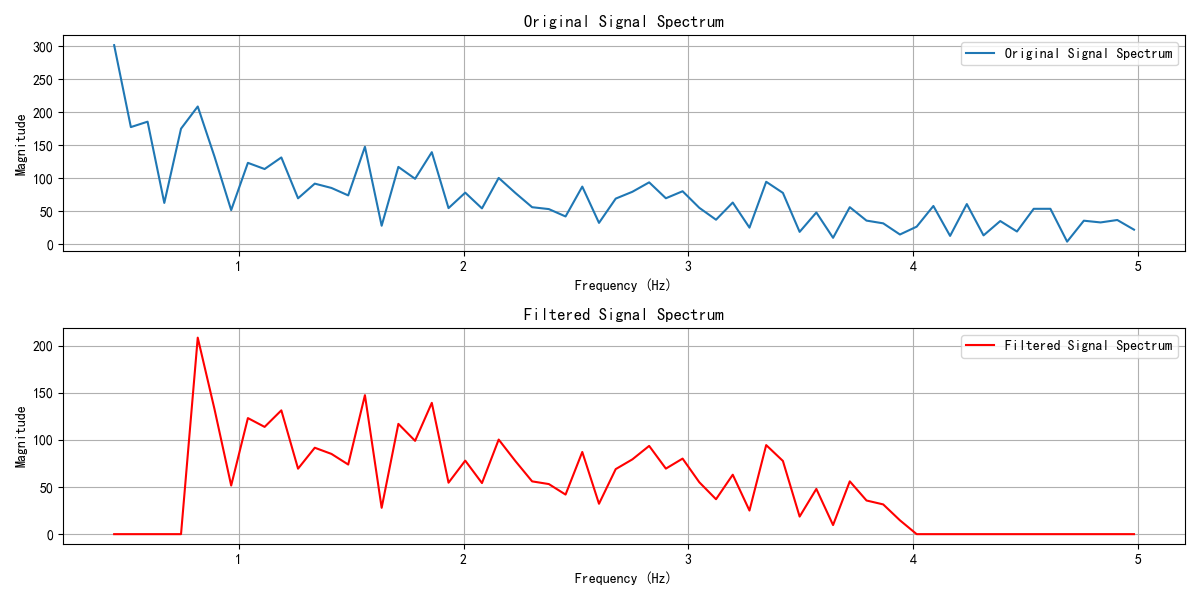 Original Signal Spectrum
300
250
200
150
100
50
0
Magnitude
Original Signal Spectrum
1
2
3
4
5
Frequency (Hz)
Filtered Signal Spectrum
200
150
100
50
0
Magnitude
Filtered Signal Spectrum
1
2
3
4
5
Frequency (Hz)